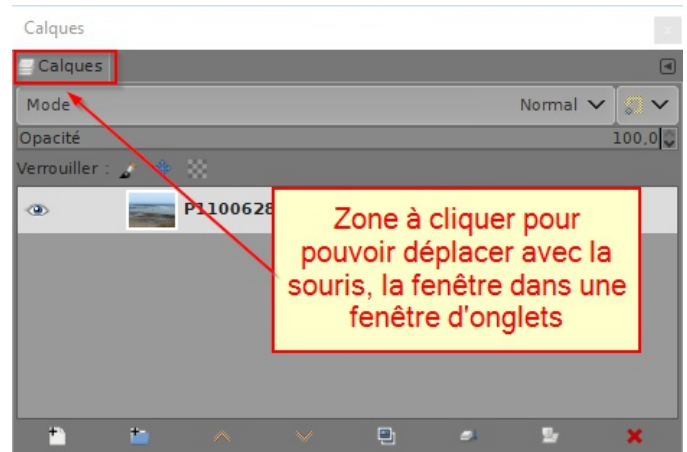 Calques
Calques
Mode
Normal
Opacité
100,0
Verrouiller :
P1100628
Zone à cliquer pour
pouvoir déplacer avec la
souris, la fenêtre dans une
fenêtre d'onglets